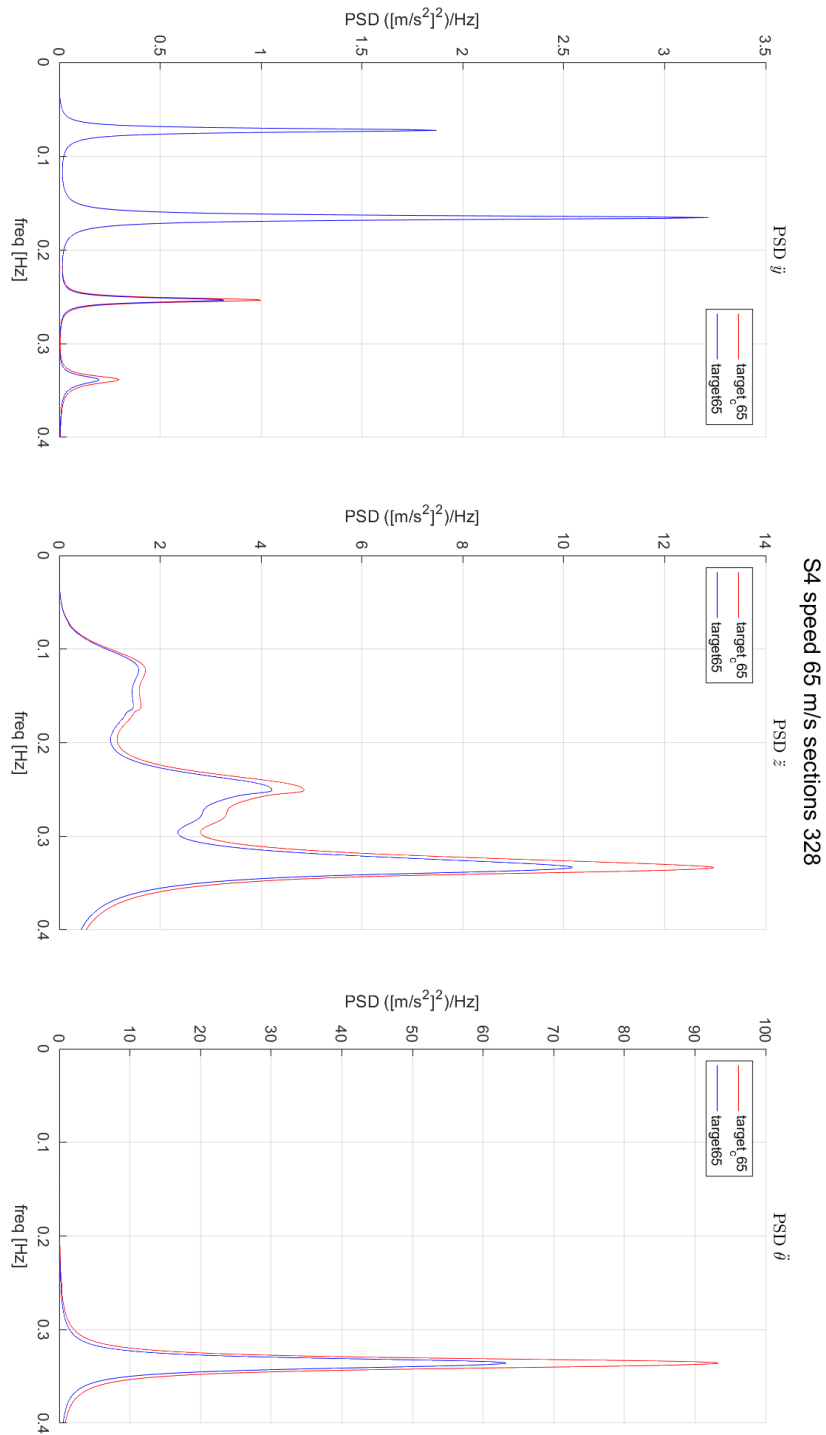 S4 speed 65 m/s sections 328
PSD ÿ
PSD ([m/s²]²)/Hz]
3.5
3
2.5
2
1.5
1
0.5
0
0 0.1 0.2 0.3 0.4
freq [Hz]
target_c65
target65
PSD z̈
PSD ([m/s²]²)/Hz]
14
12
10
8
6
4
2
0
0 0.1 0.2 0.3 0.4
freq [Hz]
target_c65
target65
PSD θ̈
PSD ([m/s²]²)/Hz]
100
90
80
70
60
50
40
30
20
10
0
0 0.1 0.2 0.3 0.4
freq [Hz]
target_c65
target65